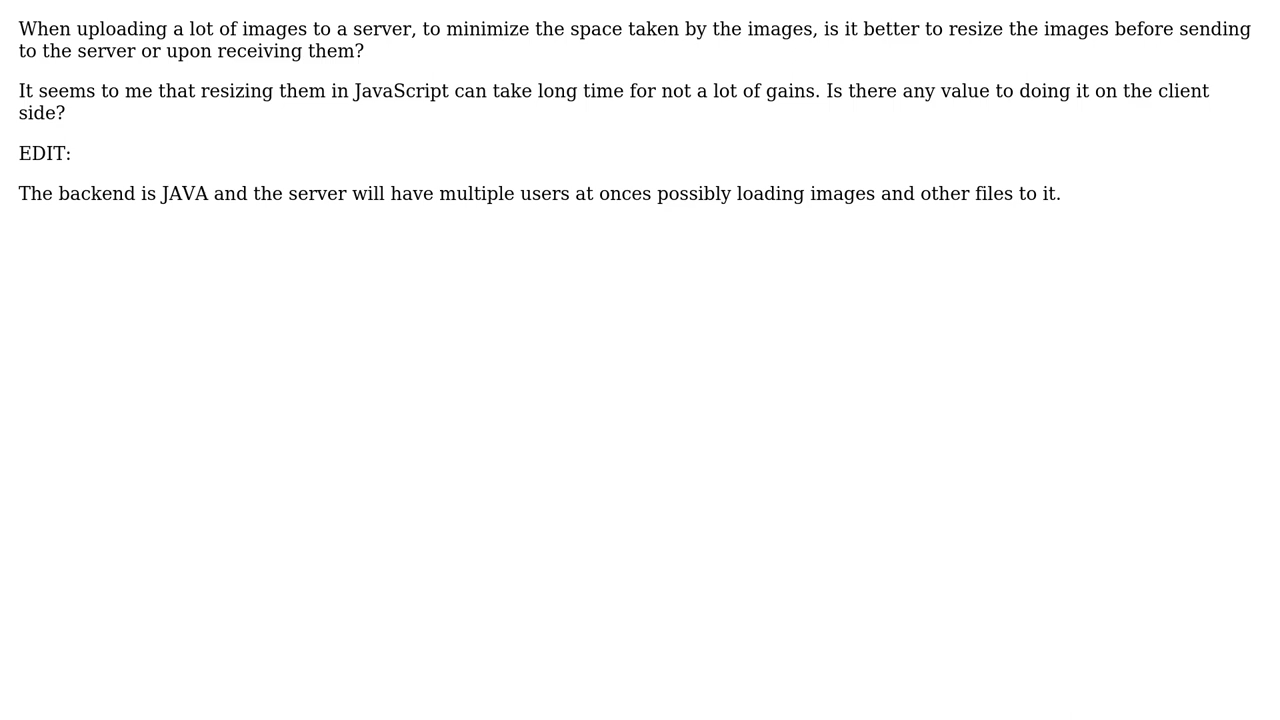 When uploading a lot of images to a server, to minimize the space taken by the images, is it better to resize the images before sending
to the server or upon receiving them?
It seems to me that resizing them in JavaScript can take long time for not a lot of gains. Is there any value to doing it on the client
side?
EDIT:
The backend is JAVA and the server will have multiple users at onces possibly loading images and other files to it.